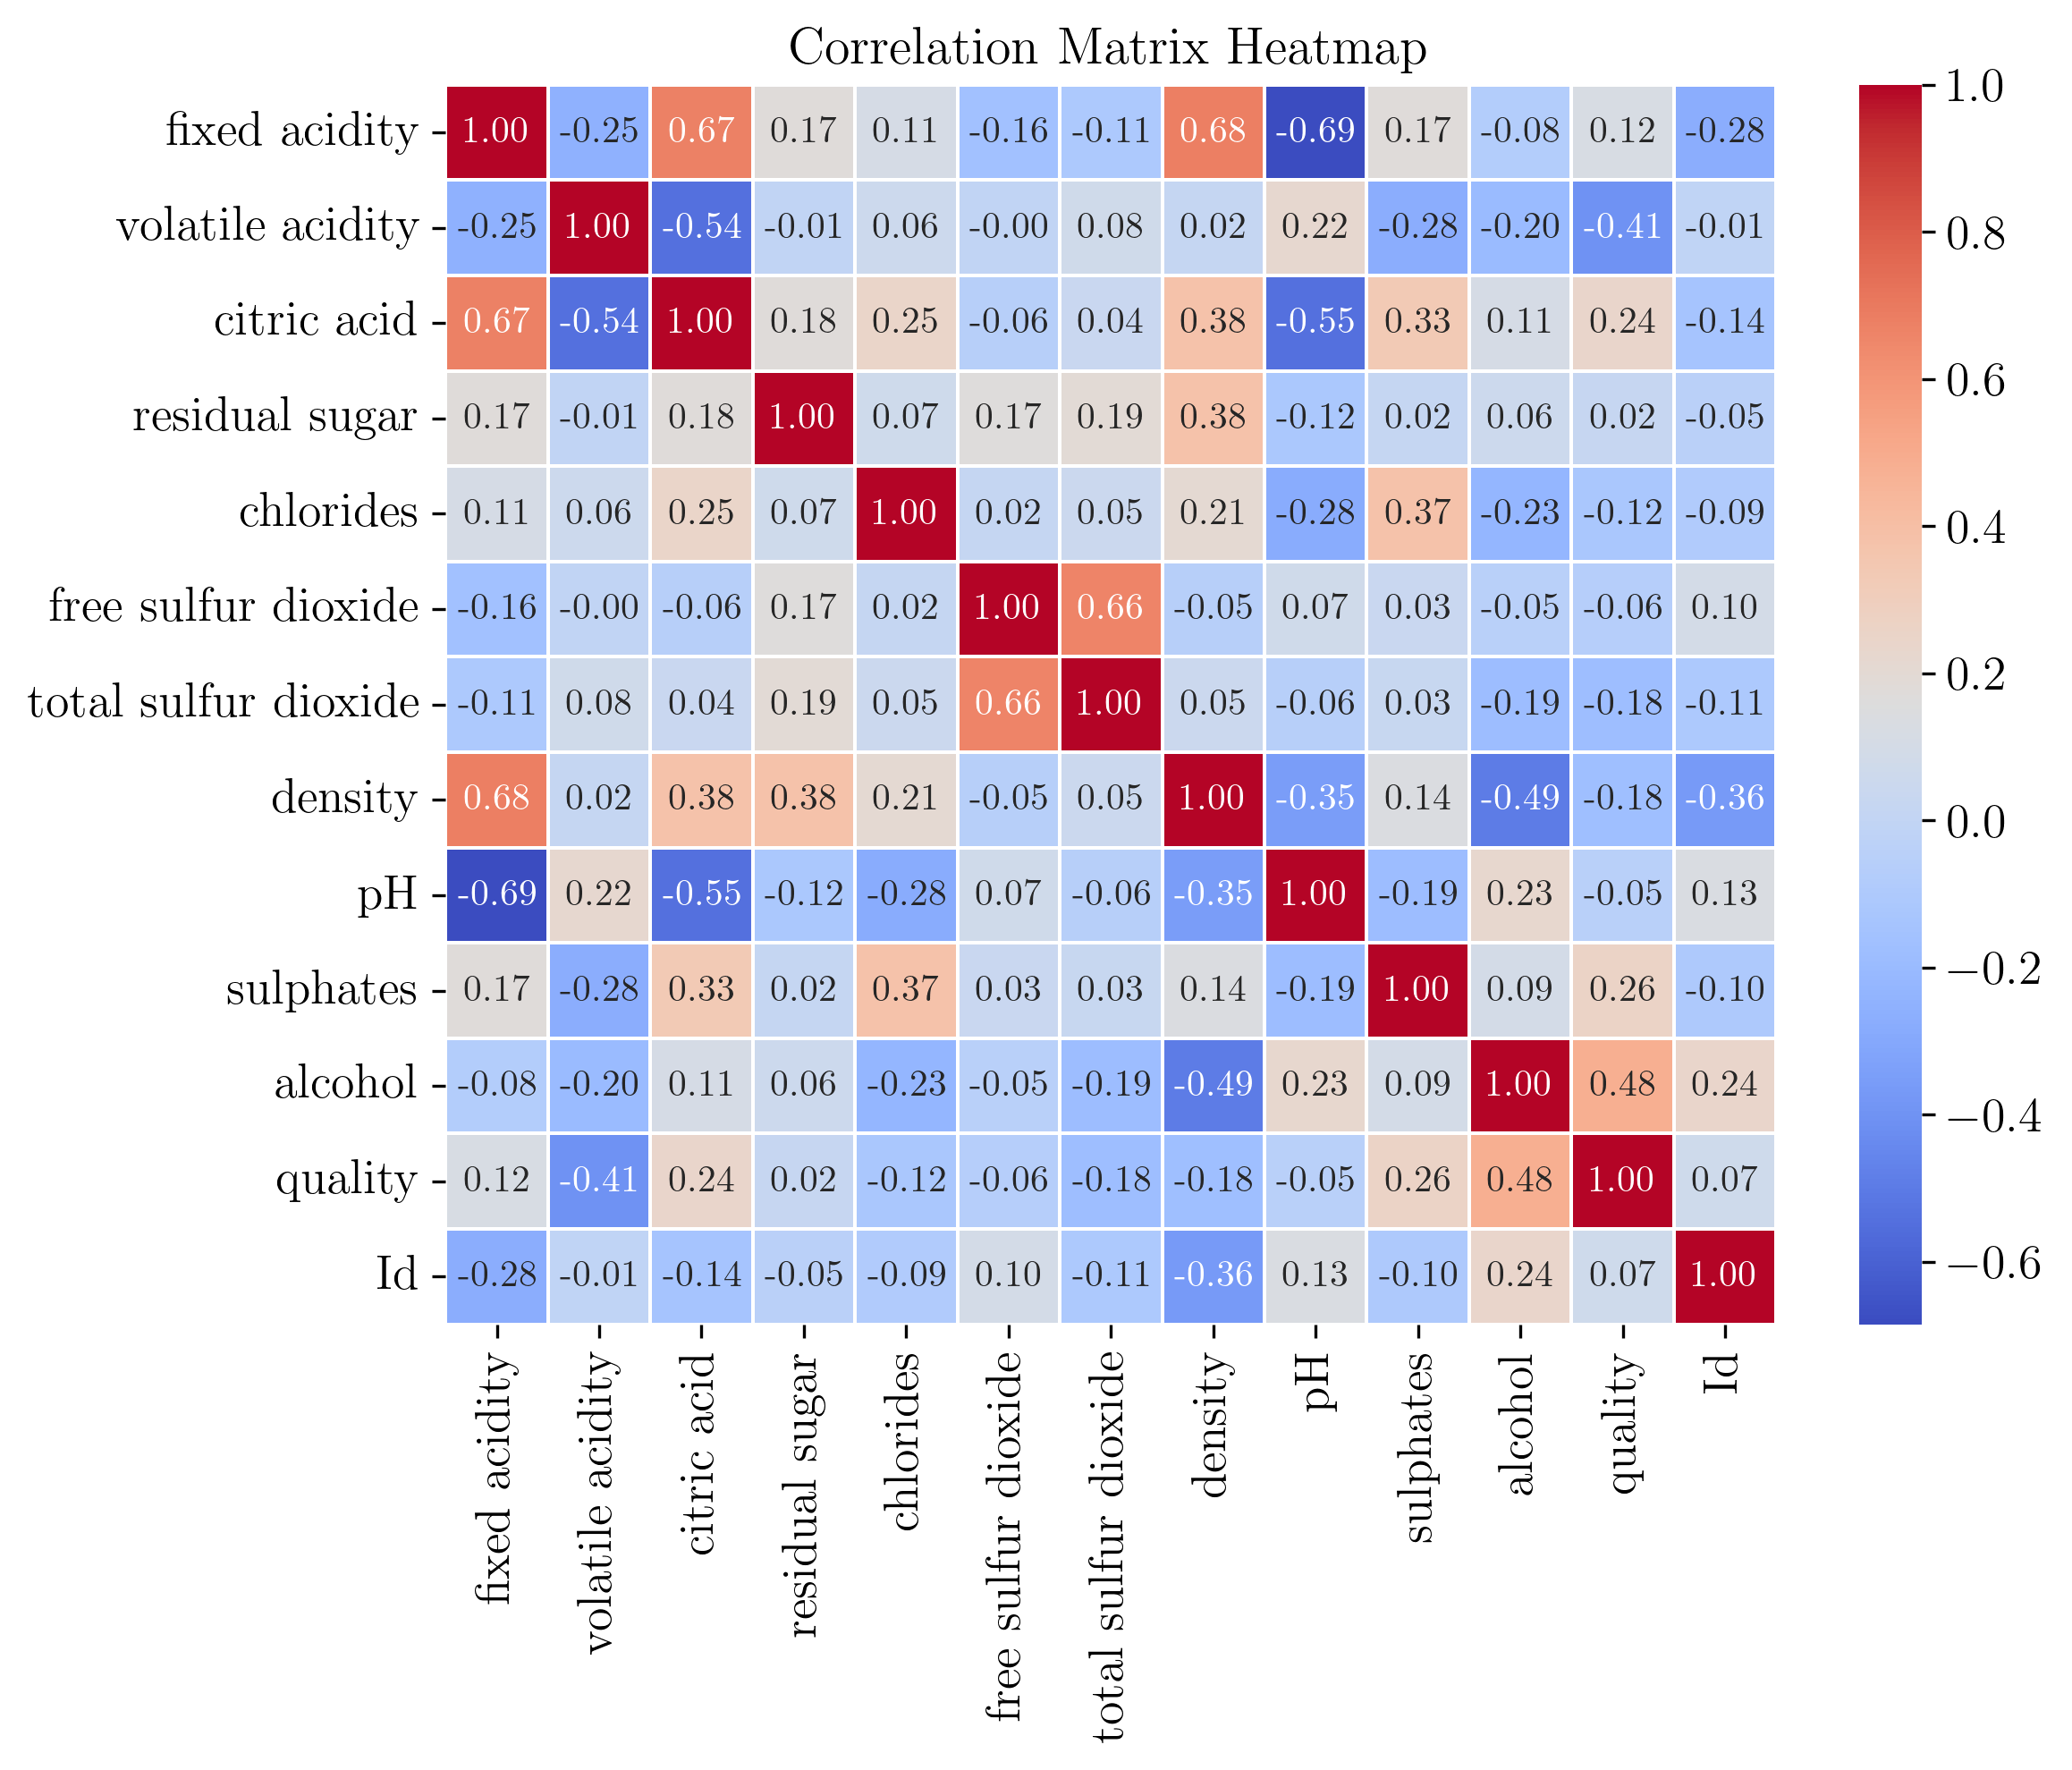 Correlation Matrix Heatmap
fixed acidity 1.00 -0.25 0.67 0.17 0.11 -0.16 -0.11 0.68 -0.69 0.17 -0.08 0.12 -0.28
volatile acidity -0.25 1.00 -0.54 -0.01 0.06 -0.00 0.08 0.02 0.22 -0.28 -0.20 -0.41 -0.01
citric acid 0.67 -0.54 1.00 0.18 0.25 -0.06 0.04 0.38 -0.55 0.33 0.11 0.24 -0.14
residual sugar 0.17 -0.01 0.18 1.00 0.07 0.17 0.19 0.38 -0.12 0.02 0.06 0.02 -0.05
chlorides 0.11 0.06 0.25 0.07 1.00 0.02 0.05 0.21 -0.28 0.37 -0.23 -0.12 -0.09
free sulfur dioxide -0.16 -0.00 -0.06 0.17 0.02 1.00 0.66 -0.05 0.07 0.03 -0.05 -0.06 0.10
total sulfur dioxide -0.11 0.08 0.04 0.19 0.05 0.66 1.00 0.05 -0.06 0.03 -0.19 -0.18 -0.11
density 0.68 0.02 0.38 0.38 0.21 -0.05 0.05 1.00 -0.35 0.14 -0.49 -0.18 -0.36
pH -0.69 0.22 -0.55 -0.12 -0.28 0.07 -0.06 -0.35 1.00 -0.19 0.23 -0.05 0.13
sulphates 0.17 -0.28 0.33 0.02 0.37 0.03 0.03 0.14 -0.19 1.00 0.09 0.26 -0.10
alcohol -0.08 -0.20 0.11 0.06 -0.23 -0.05 -0.19 -0.49 0.23 0.09 1.00 0.48 0.24
quality 0.12 -0.41 0.24 0.02 -0.12 -0.06 -0.18 -0.18 -0.05 0.26 0.48 1.00 0.07
Id -0.28 -0.01 -0.14 -0.05 -0.09 0.10 -0.11 -0.36 0.13 -0.10 0.24 0.07 1.00
fixed acidity
volatile acidity
citric acid
residual sugar
chlorides
free sulfur dioxide
total sulfur dioxide
density
pH
sulphates
alcohol
quality
Id
1.0
0.8
0.6
0.4
0.2
0.0
−0.2
−0.4
−0.6